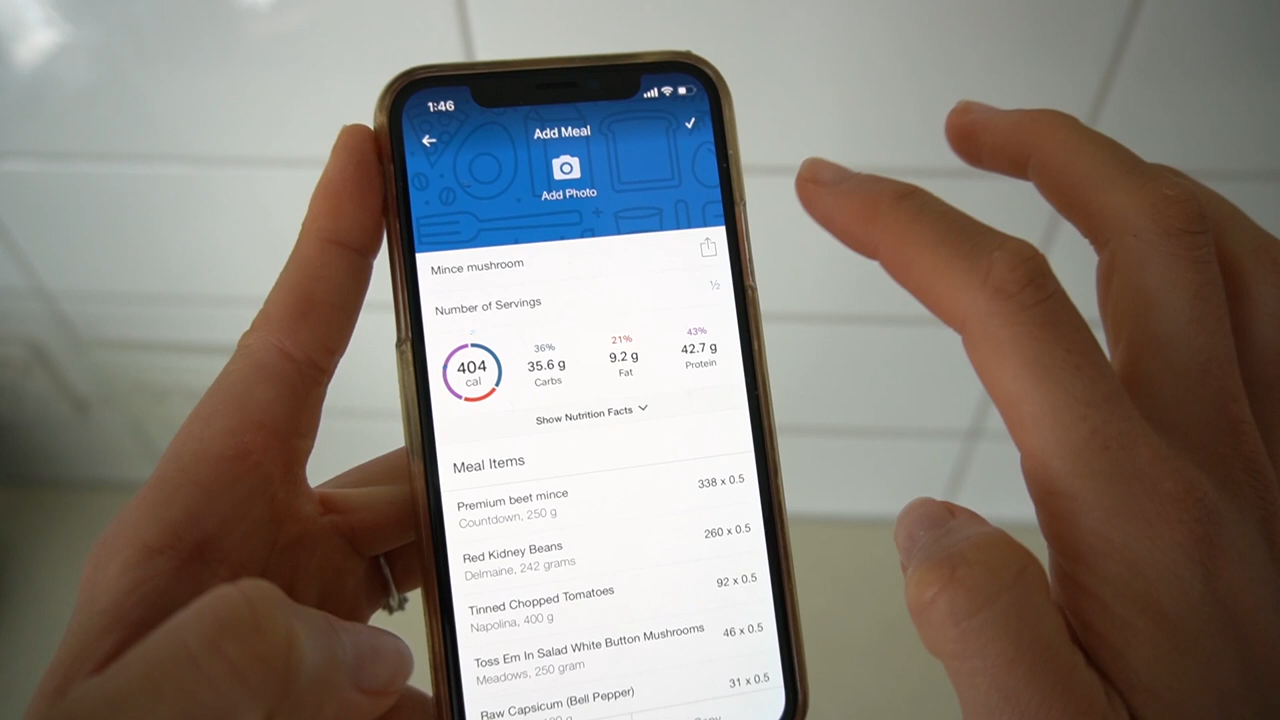 1:46
Add Meal
Add Photo
Mince mushroom
Number of Servings
½
404
cal
36%
35.6 g
Carbs
21%
9.2 g
Fat
43%
42.7 g
Protein
Show Nutrition Facts
Meal Items
Premium beet mince
338 x 0.5
Countdown, 250 g
Red Kidney Beans
260 x 0.5
Delmaine, 242 grams
Tinned Chopped Tomatoes
92 x 0.5
Napolina, 400 g
Toss Em In Salad White Button Mushrooms
46 x 0.5
Meadows, 250 gram
Raw Capsicum (Bell Pepper)
31 x 0.5